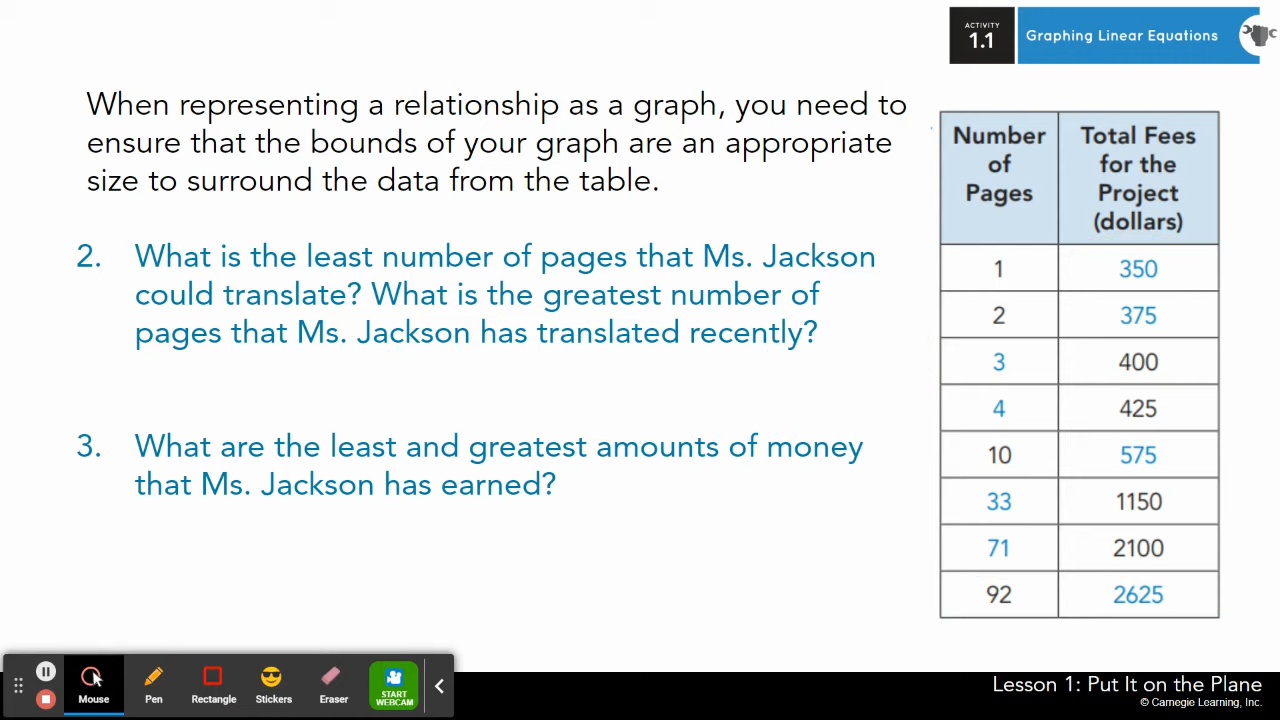 ACTIVITY
1.1
Graphing Linear Equations
When representing a relationship as a graph, you need to
ensure that the bounds of your graph are an appropriate
size to surround the data from the table.
2. What is the least number of pages that Ms. Jackson
could translate? What is the greatest number of
pages that Ms. Jackson has translated recently?
3. What are the least and greatest amounts of money
that Ms. Jackson has earned?
Number of Pages Total Fees for the Project (dollars)
1 350
2 375
3 400
4 425
10 575
33 1150
71 2100
92 2625
Mouse Pen Rectangle Stickers Eraser START WEBCAM
Lesson 1: Put It on the Plane
© Carnegie Learning, Inc.